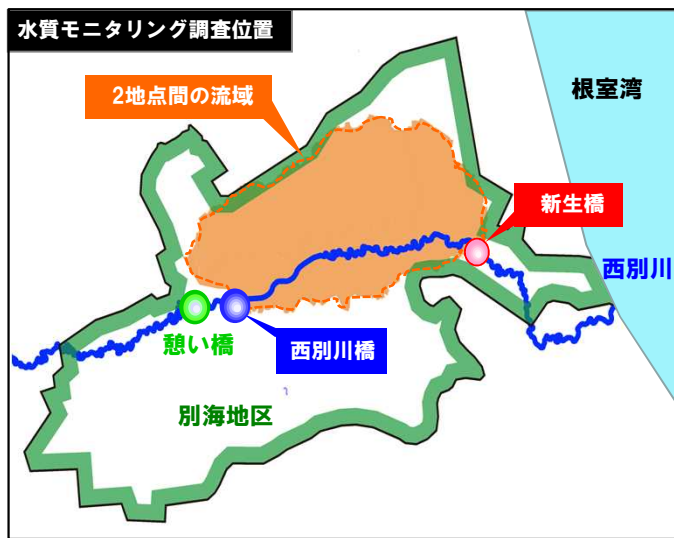 水質モニタリング調査位置
2地点間の流域
根室湾
新生橋
西別川
憩い橋
西別川橋
別海地区